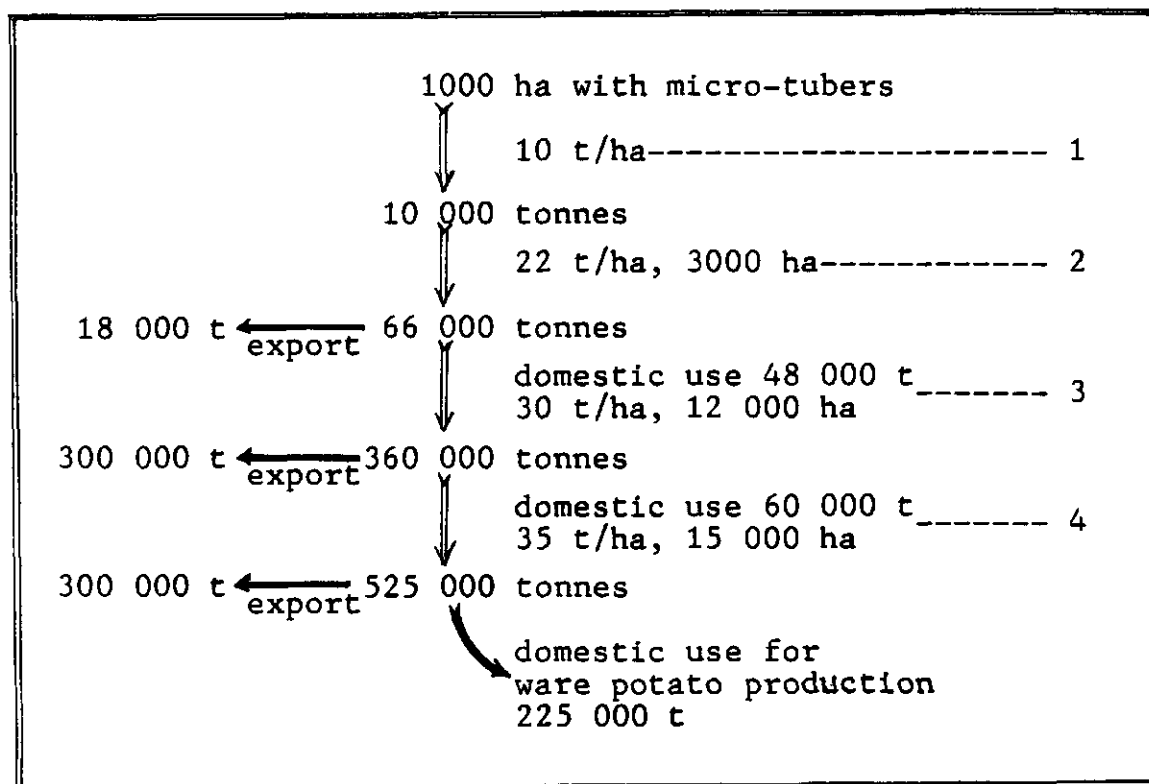 1000 ha with micro-tubers
10 t/ha--------------------- 1
10 000 tonnes
22 t/ha, 3000 ha------------ 2
18 000 t export 66 000 tonnes
domestic use 48 000 t
30 t/ha, 12 000 ha ------- 3
300 000 t export 360 000 tonnes
domestic use 60 000 t
35 t/ha, 15 000 ha ------- 4
300 000 t export 525 000 tonnes
domestic use for
ware potato production
225 000 t